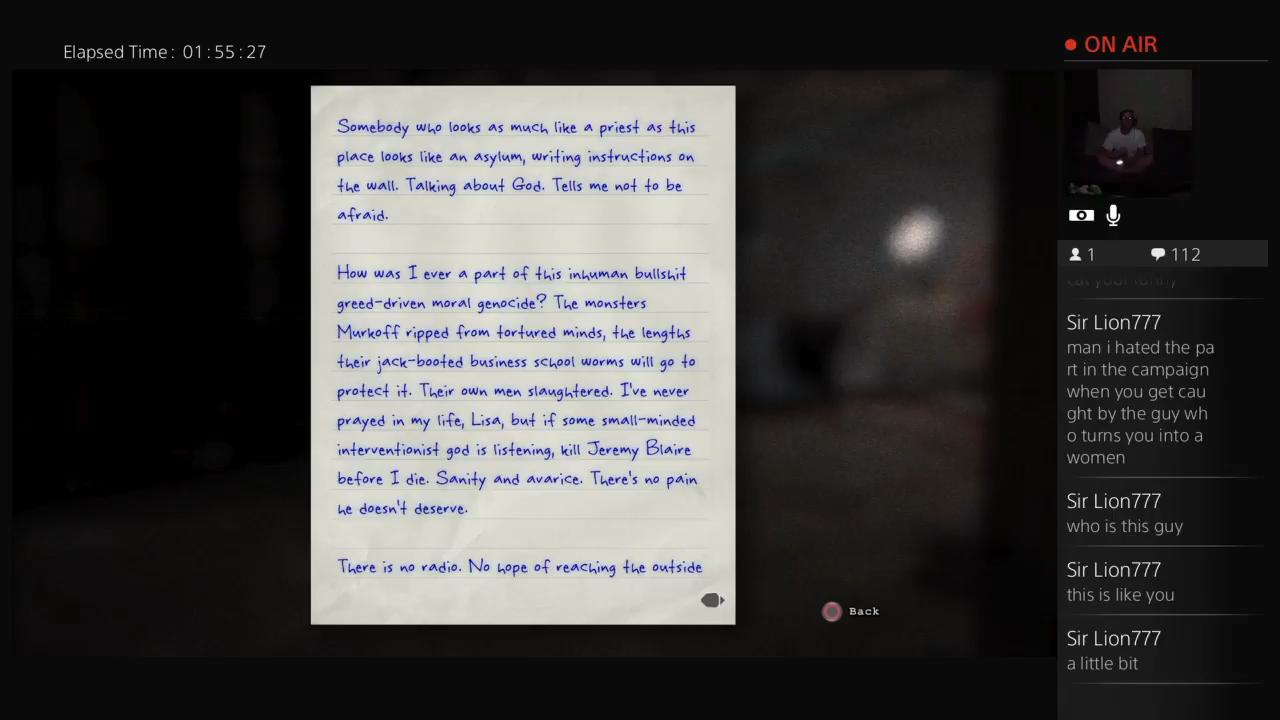 Elapsed Time: 01:55:27
ON AIR
Somebody who looks as much like a priest as this
place looks like an asylum, writing instructions on
the wall. Talking about God. Tells me not to be
afraid.
How was I ever a part of this inhuman bullshit
greed-driven moral genocide? The monsters
Murkoff ripped from tortured minds, the lengths
their jack-booted business school worms will go to
protect it. Their own men slaughtered. I've never
prayed in my life, Lisa, but if some small-minded
interventionist god is listening, kill Jeremy Blaire
before I die. Sanity and avarice. There's no pain
he doesn't deserve.
There is no radio. No hope of reaching the outside
Back
1
112
Sir Lion777
man i hated the pa
rt in the campaign
when you get cau
ght by the guy wh
o turns you into a
women
Sir Lion777
who is this guy
Sir Lion777
this is like you
Sir Lion777
a little bit